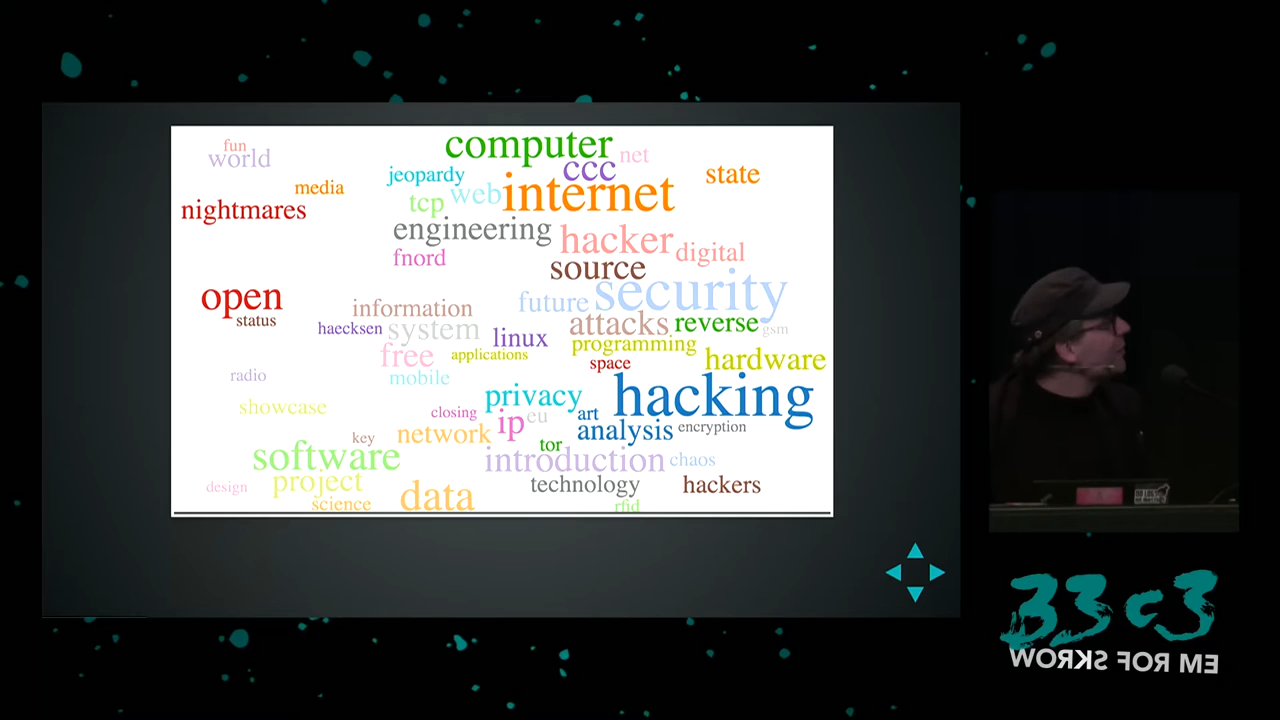 computer
fun
ccc
net
world
jeopardy
state
media
web
internet
tcp
nightmares
engineering
hacker
digital
fnord
source
security
open
future
information
status
haecksen
system
linux
attacks
reverse
gsm
programming
free
applications
space
hardware
radio
mobile
privacy
hacking
showcase
closing
ip
eu
art
key
network
analysis
encryption
tor
software
introduction
chaos
project
design
technology
hackers
science
data
rfid
33c3
WORKS FOR ME